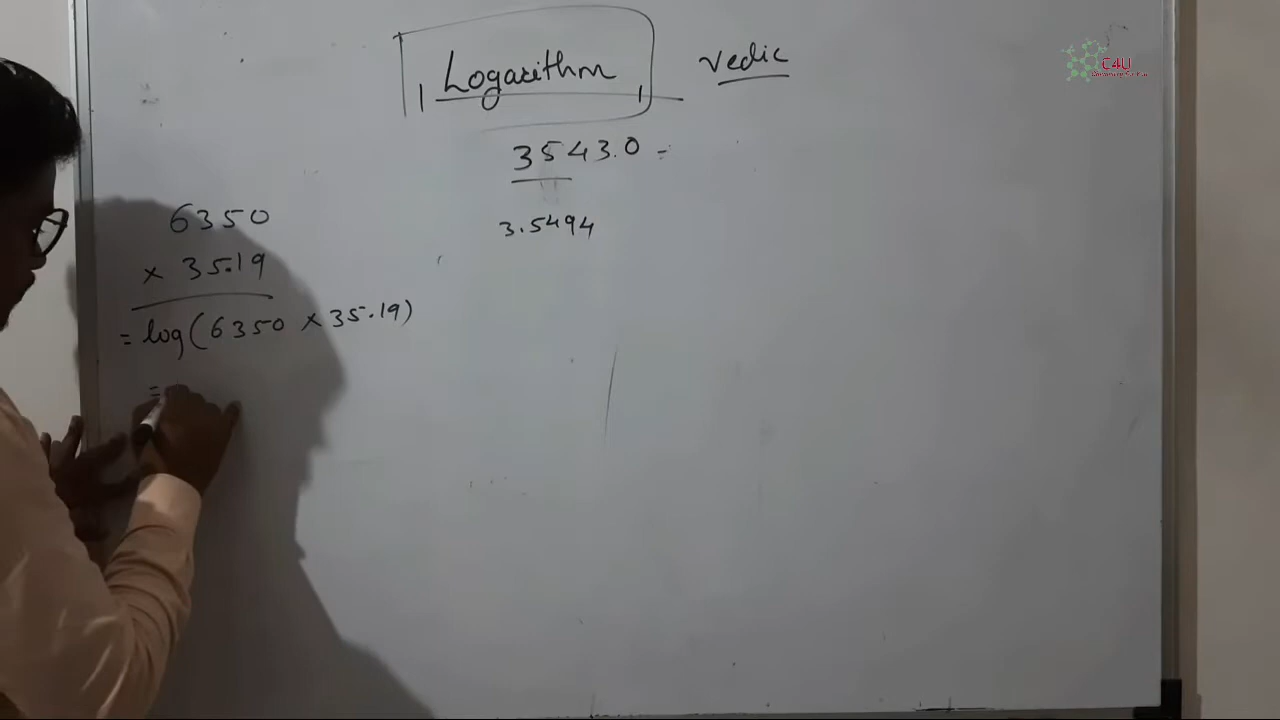 Logarithm
vedic
C4U
3543.0 =
3.5494
6350
× 35.19
= log(6350 × 35.19)
=